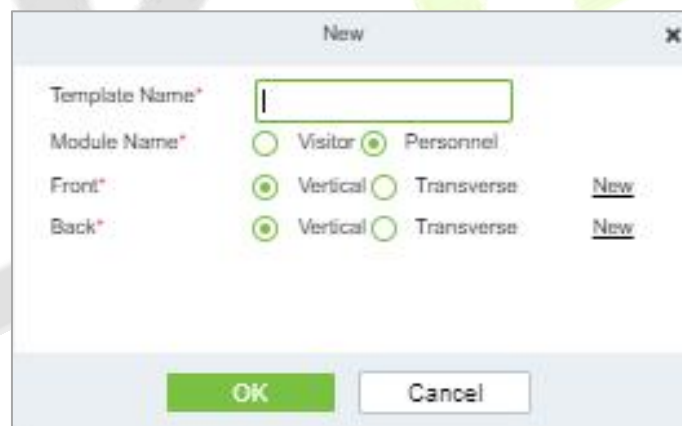 New
Template Name*
Module Name* Visitor Personnel
Front* Vertical Transverse New
Back* Vertical Transverse New
OK Cancel